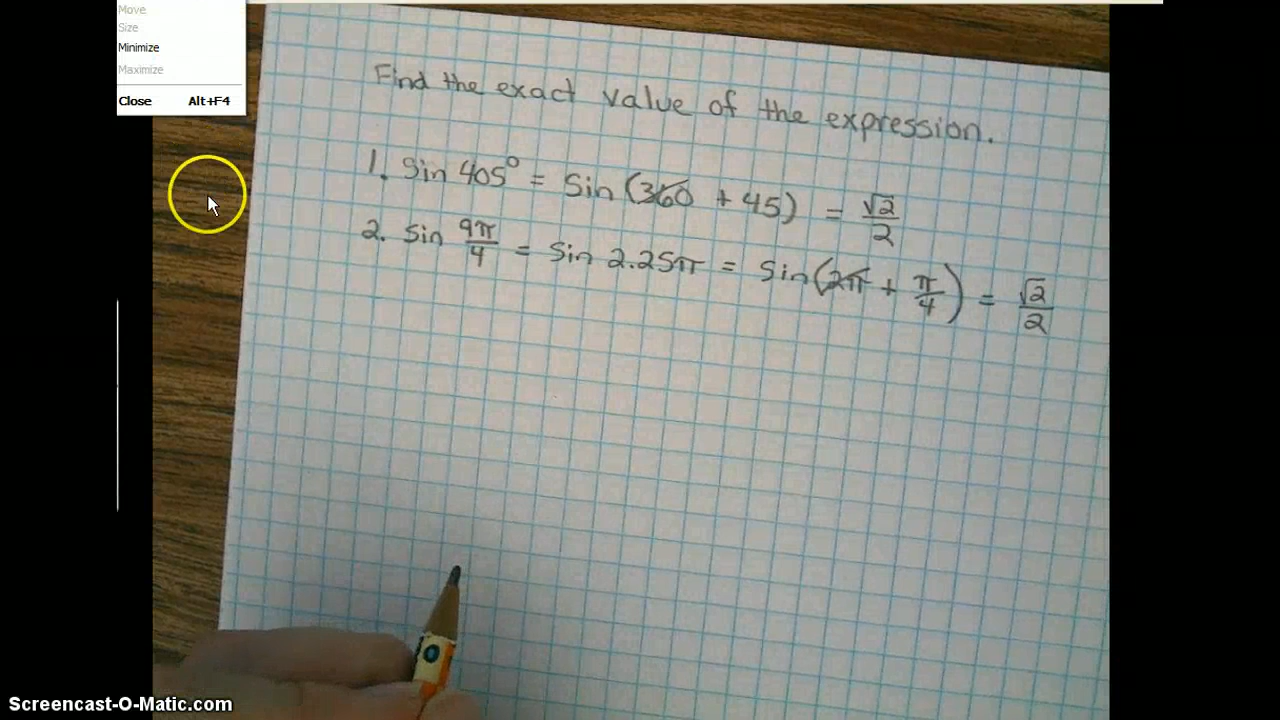 Move
Size
Minimize
Maximize
Close Alt+F4
Find the exact value of the expression.
1. Sin 405° = Sin (360 + 45) = √2/2
2. Sin 9π/4 = Sin 2.25π = Sin (2π + π/4) = √2/2
Screencast-O-Matic.com